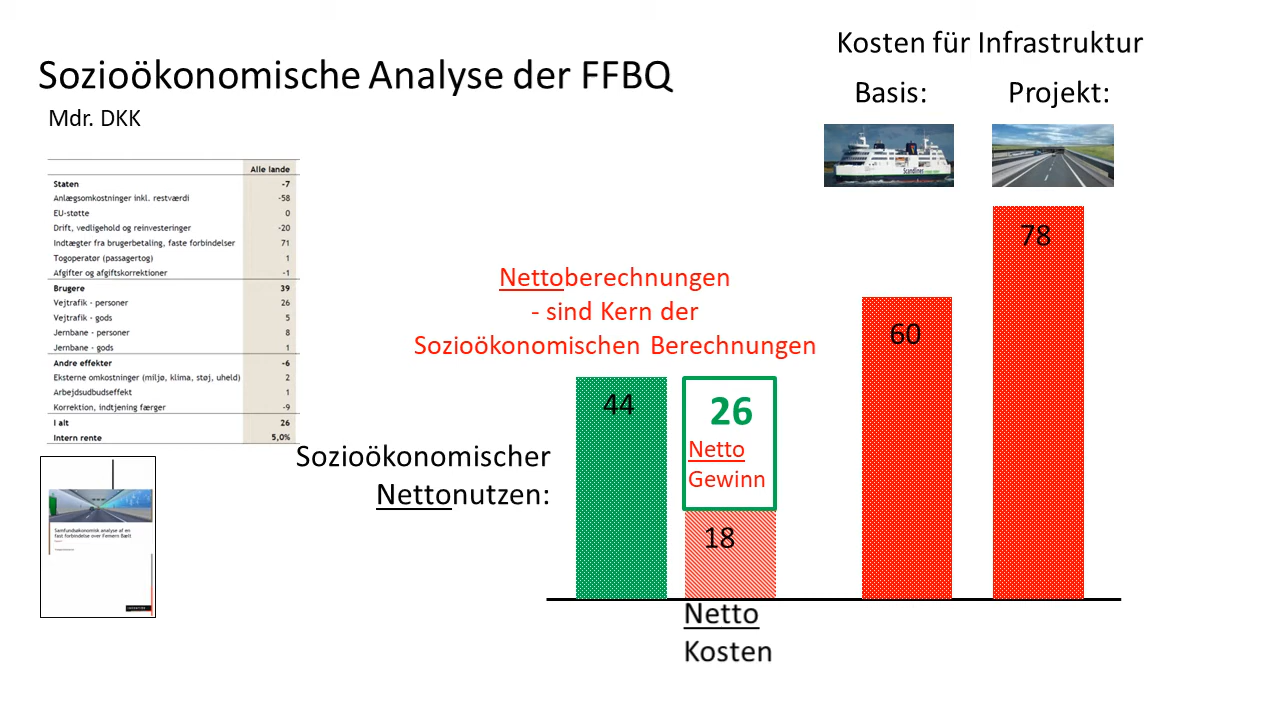 Sozioökonomische Analyse der FFBQ
Mdr. DKK
Kosten für Infrastruktur
Basis:
Projekt:
Scandlines
Alle lande
Staten -7
Anlægsomkostninger inkl. restværdi -58
EU-støtte 0
Drift, vedligehold og reinvesteringer -20
Indtægter fra brugerbetaling, faste forbindelser 71
Togoperatør (passagertog) 1
Afgifter og afgiftskorrektioner -1
Brugere 39
Vejtrafik - personer 26
Vejtrafik - gods 5
Jernbane - personer 8
Jernbane - gods 1
Andre effekter -6
Eksterne omkostninger (miljø, klima, støj, uheld) 2
Arbejdsudbudseffekt 1
Korrektion, indtjening færger -9
I alt 26
Intern rente 5,0%
Samfundsøkonomisk analyse af en
fast forbindelse over Femern Bælt
Nettoberechnungen
- sind Kern der
Sozioökonomischen Berechnungen
Sozioökonomischer
Nettonutzen:
44
26
Netto
Gewinn
18
60
78
Netto
Kosten